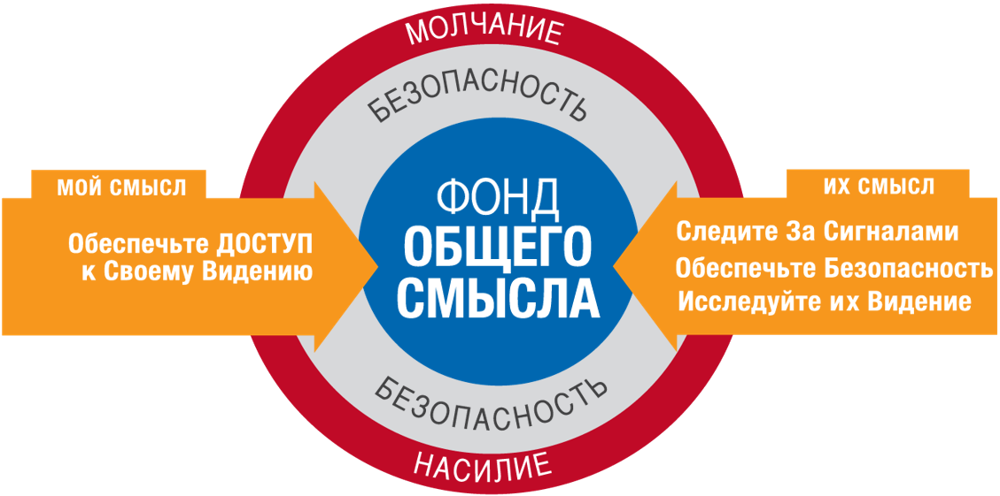 МОЛЧАНИЕ
БЕЗОПАСНОСТЬ
МОЙ СМЫСЛ
Обеспечьте ДОСТУП
к Своему Видению
ФОНД
ОБЩЕГО
СМЫСЛА
ИХ СМЫСЛ
Следите За Сигналами
Обеспечьте Безопасность
Исследуйте их Видение
БЕЗОПАСНОСТЬ
НАСИЛИЕ